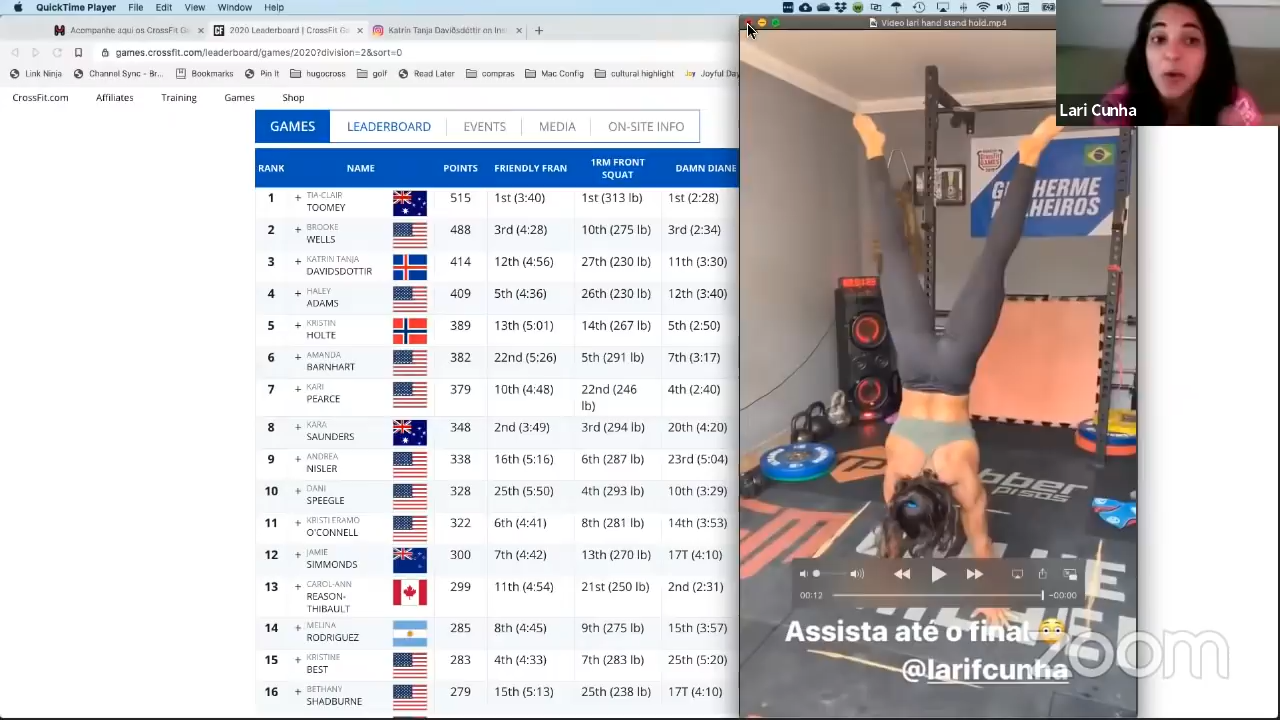 QuickTime Player File Edit View Window Help
Acompanhe aqui os CrossFit G
2020 Leaderboard | CrossFit Ga
Katrin Tanja Davíðsdóttir on Ins
games.crossfit.com/leaderboard/games/2020?division=2&sort=0
Link Ninja Channel Sync - Br... Bookmarks Pin It hugocross golf Read Later compras Mac Config cultural highlight Joyful Day
CrossFit.com Affiliates Training Games Shop
GAMES LEADERBOARD EVENTS MEDIA ON-SITE INFO
RANK NAME POINTS FRIENDLY FRAN 1RM FRONT SQUAT DAMN DIANE
1 + TIA-CLAIR TOOMEY 515 1st (3:40) 1st (313 lb) 1st (2:28)
2 + BROOKE WELLS 488 3rd (4:28) 10th (275 lb) 3rd (2:34)
3 + KATRIN TANJA DAVIDSDOTTIR 414 12th (4:56) 27th (230 lb) 11th (3:30)
4 + HALEY ADAMS 409 5th (4:36) 26th (230 lb) 12th (3:40)
5 + KRISTIN HOLTE 389 13th (5:01) 14th (267 lb) 5th (2:50)
6 + AMANDA BARNHART 382 22nd (5:26) 5th (291 lb) 7th (3:17)
7 + KARI PEARCE 379 10th (4:48) 22nd (246 lb) 4th (2:40)
8 + KARA SAUNDERS 348 2nd (3:49) 3rd (294 lb) 20th (4:20)
9 + ANDREA NISLER 338 16th (5:16) 6th (287 lb) 23rd (5:04)
10 + DANI SPEEGLE 328 25th (5:50) 4th (293 lb) (3:29)
11 + KRISTI ERAMO O'CONNELL 322 6th (4:41) 8th (281 lb) 14th (3:53)
12 + JAMIE SIMMONDS 300 7th (4:42) 13th (270 lb) 17T (4:10)
13 + CAROL-ANN REASON-THIBAULT 299 11th (4:54) 21st (250 lb) 2nd (2:31)
14 + MELINA RODRIGUEZ 285 8th (4:45) 9th (275 lb) 15th (3:57)
15 + KRISTINE BEST 283 4th (4:33) 7th (283 lb) 25th (5:20)
16 + BETHANY SHADBURNE 279 15th (5:13) 25th (238 lb) 17T (4:10)
Video lari hand stand hold.mp4
Lari Cunha
CrossFit GAMES
GUILHERME
MALHEIROS
bber
pisos
00:12 -00:00
Assista até o final
@larifcunha
zoom